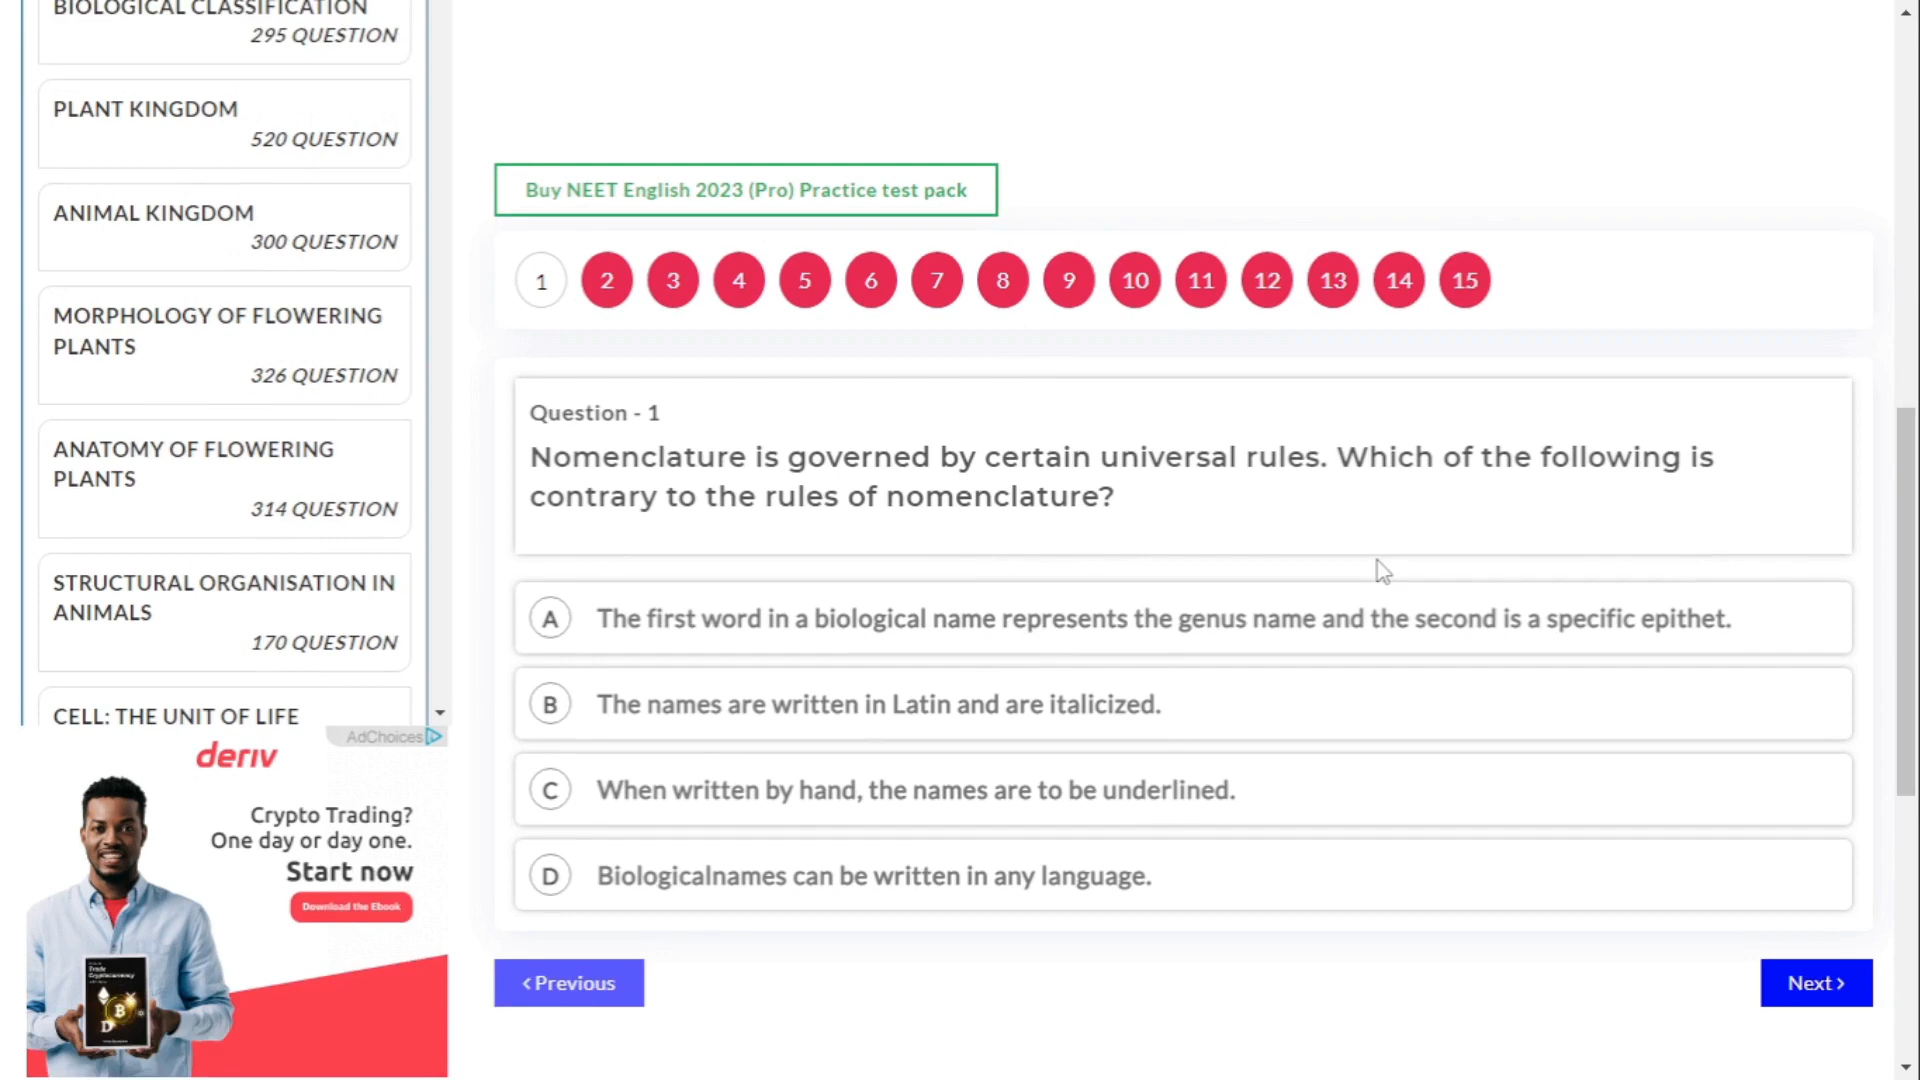 BIOLOGICAL CLASSIFICATION
295 QUESTION
PLANT KINGDOM
520 QUESTION
ANIMAL KINGDOM
300 QUESTION
MORPHOLOGY OF FLOWERING
PLANTS
326 QUESTION
ANATOMY OF FLOWERING
PLANTS
314 QUESTION
STRUCTURAL ORGANISATION IN
ANIMALS
170 QUESTION
CELL: THE UNIT OF LIFE
AdChoices
deriv
Crypto Trading?
One day or day one.
Start now
Download the Ebook
Trade
Cryptocurrency
Buy NEET English 2023 (Pro) Practice test pack
1 2 3 4 5 6 7 8 9 10 11 12 13 14 15
Question - 1
Nomenclature is governed by certain universal rules. Which of the following is
contrary to the rules of nomenclature?
A The first word in a biological name represents the genus name and the second is a specific epithet.
B The names are written in Latin and are italicized.
C When written by hand, the names are to be underlined.
D Biologicalnames can be written in any language.
‹ Previous
Next ›